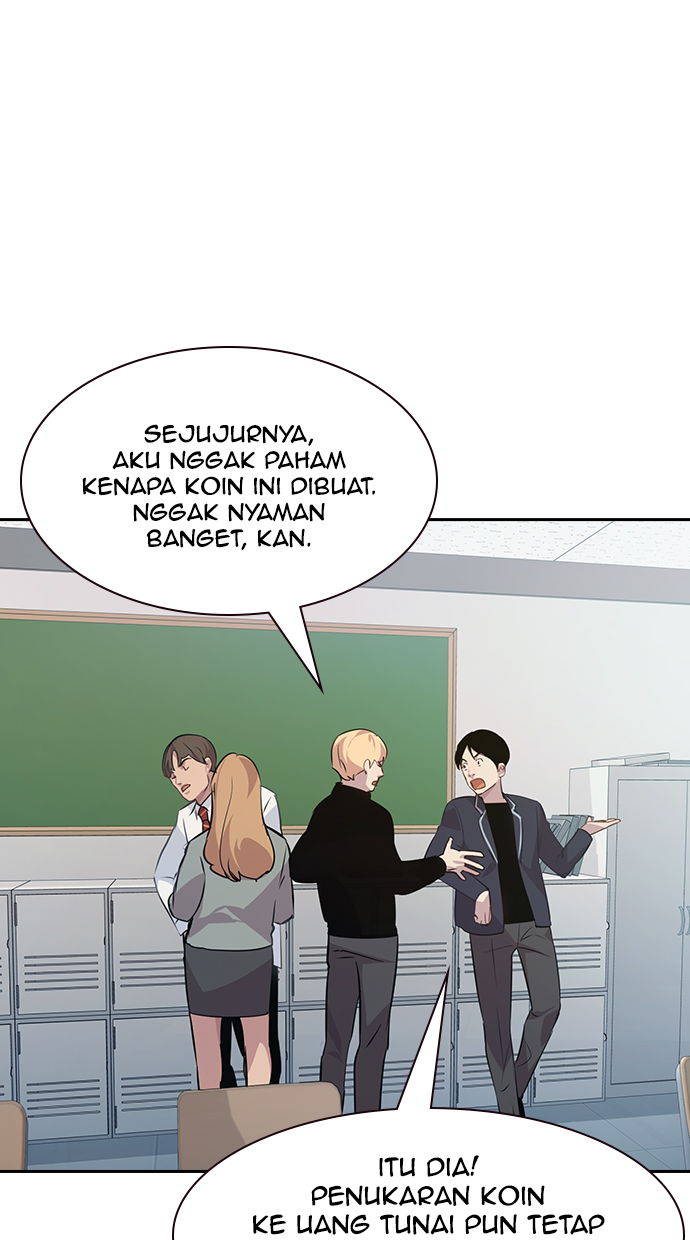 SEJUJURNYA,
AKU NGGAK PAHAM
KENAPA KOIN INI DIBUAT.
NGGAK NYAMAN
BANGET, KAN.
ITU DIA!
PENUKARAN KOIN
KE UANG TUNAI PUN TETAP